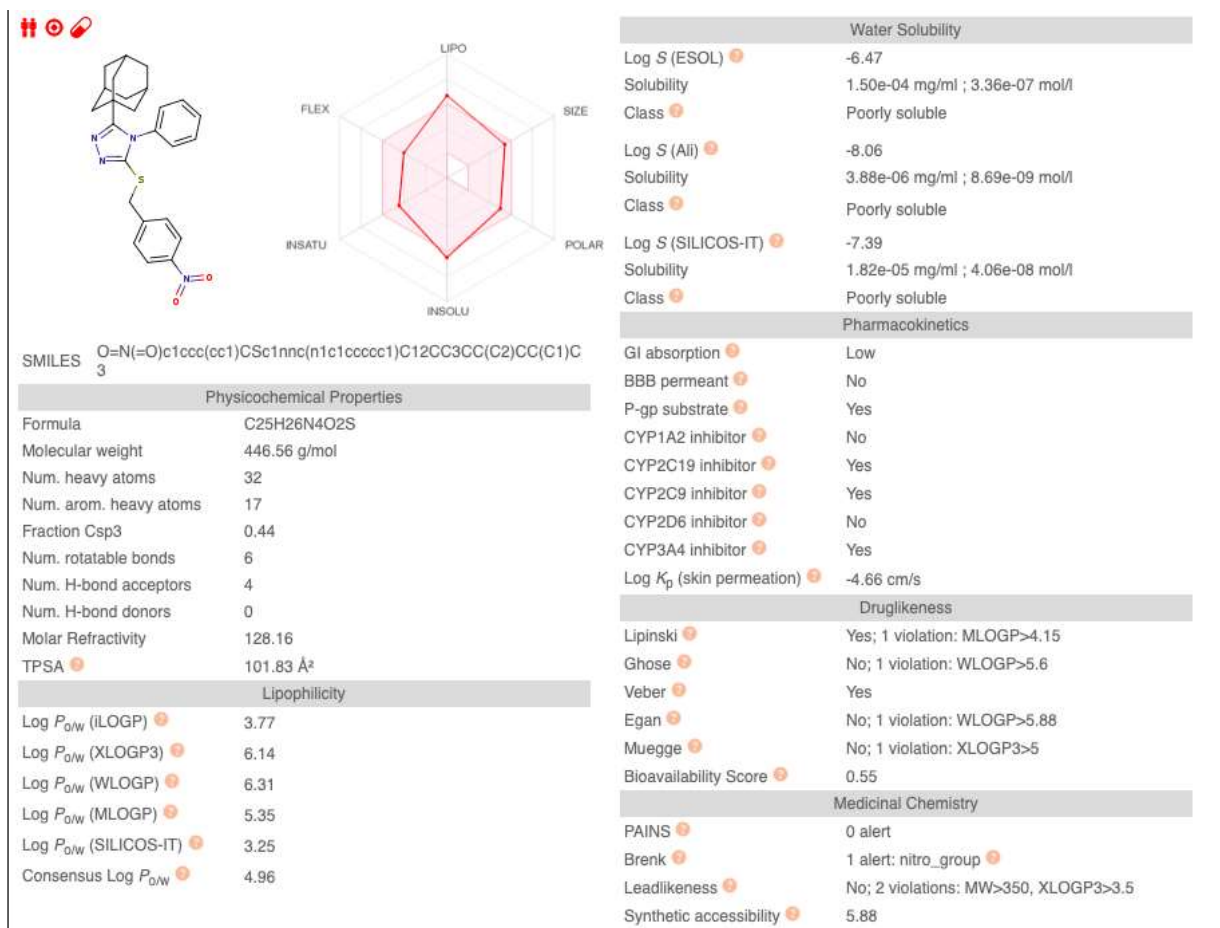 LIPO
FLEX
SIZE
INSATU
POLAR
INSOLU
N
N
N
S
N
O
O
SMILES O=N(=O)c1ccc(cc1)CSc1nnc(n1c1ccccc1)C12CC3CC(C2)CC(C1)C
3
Physicochemical Properties
Formula C25H26N4O2S
Molecular weight 446.56 g/mol
Num. heavy atoms 32
Num. arom. heavy atoms 17
Fraction Csp3 0.44
Num. rotatable bonds 6
Num. H-bond acceptors 4
Num. H-bond donors 0
Molar Refractivity 128.16
TPSA ? 101.83 Å²
Lipophilicity
Log Po/w (iLOGP) ? 3.77
Log Po/w (XLOGP3) ? 6.14
Log Po/w (WLOGP) ? 6.31
Log Po/w (MLOGP) ? 5.35
Log Po/w (SILICOS-IT) ? 3.25
Consensus Log Po/w ? 4.96
Water Solubility
Log S (ESOL) ? -6.47
Solubility 1.50e-04 mg/ml ; 3.36e-07 mol/l
Class ? Poorly soluble
Log S (Ali) ? -8.06
Solubility 3.88e-06 mg/ml ; 8.69e-09 mol/l
Class ? Poorly soluble
Log S (SILICOS-IT) ? -7.39
Solubility 1.82e-05 mg/ml ; 4.06e-08 mol/l
Class ? Poorly soluble
Pharmacokinetics
GI absorption ? Low
BBB permeant ? No
P-gp substrate ? Yes
CYP1A2 inhibitor ? No
CYP2C19 inhibitor ? Yes
CYP2C9 inhibitor ? Yes
CYP2D6 inhibitor ? No
CYP3A4 inhibitor ? Yes
Log Kp (skin permeation) ? -4.66 cm/s
Druglikeness
Lipinski ? Yes; 1 violation: MLOGP>4.15
Ghose ? No; 1 violation: WLOGP>5.6
Veber ? Yes
Egan ? No; 1 violation: WLOGP>5.88
Muegge ? No; 1 violation: XLOGP3>5
Bioavailability Score ? 0.55
Medicinal Chemistry
PAINS ? 0 alert
Brenk ? 1 alert: nitro_group ?
Leadlikeness ? No; 2 violations: MW>350, XLOGP3>3.5
Synthetic accessibility ? 5.88